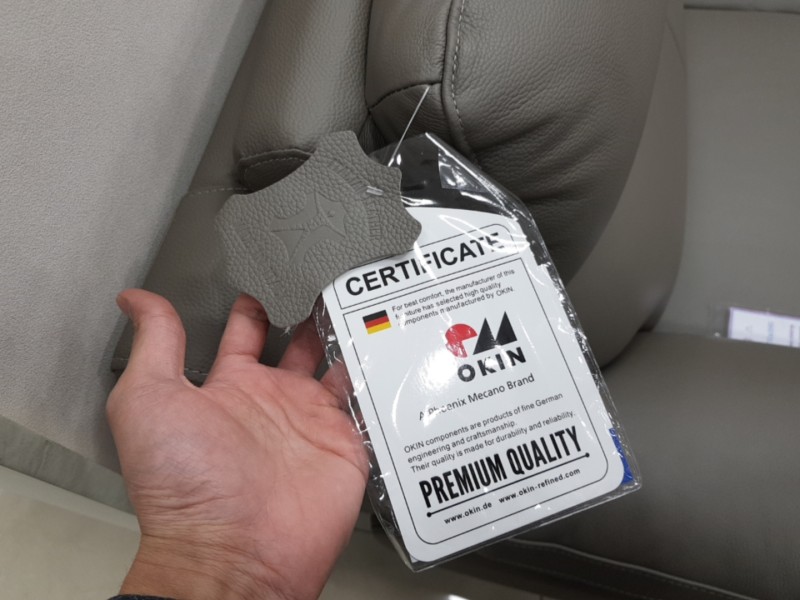 CERTIFICATE
For best comfort, the manufacturer of this
furniture has selected high quality
components manufactured by OKIN.
OKIN
A Phoenix Mecano Brand
OKIN components are products of fine German
engineering and craftsmanship.
Their quality is made for durability and reliability.
PREMIUM QUALITY
www.okin.de www.okin-refined.com